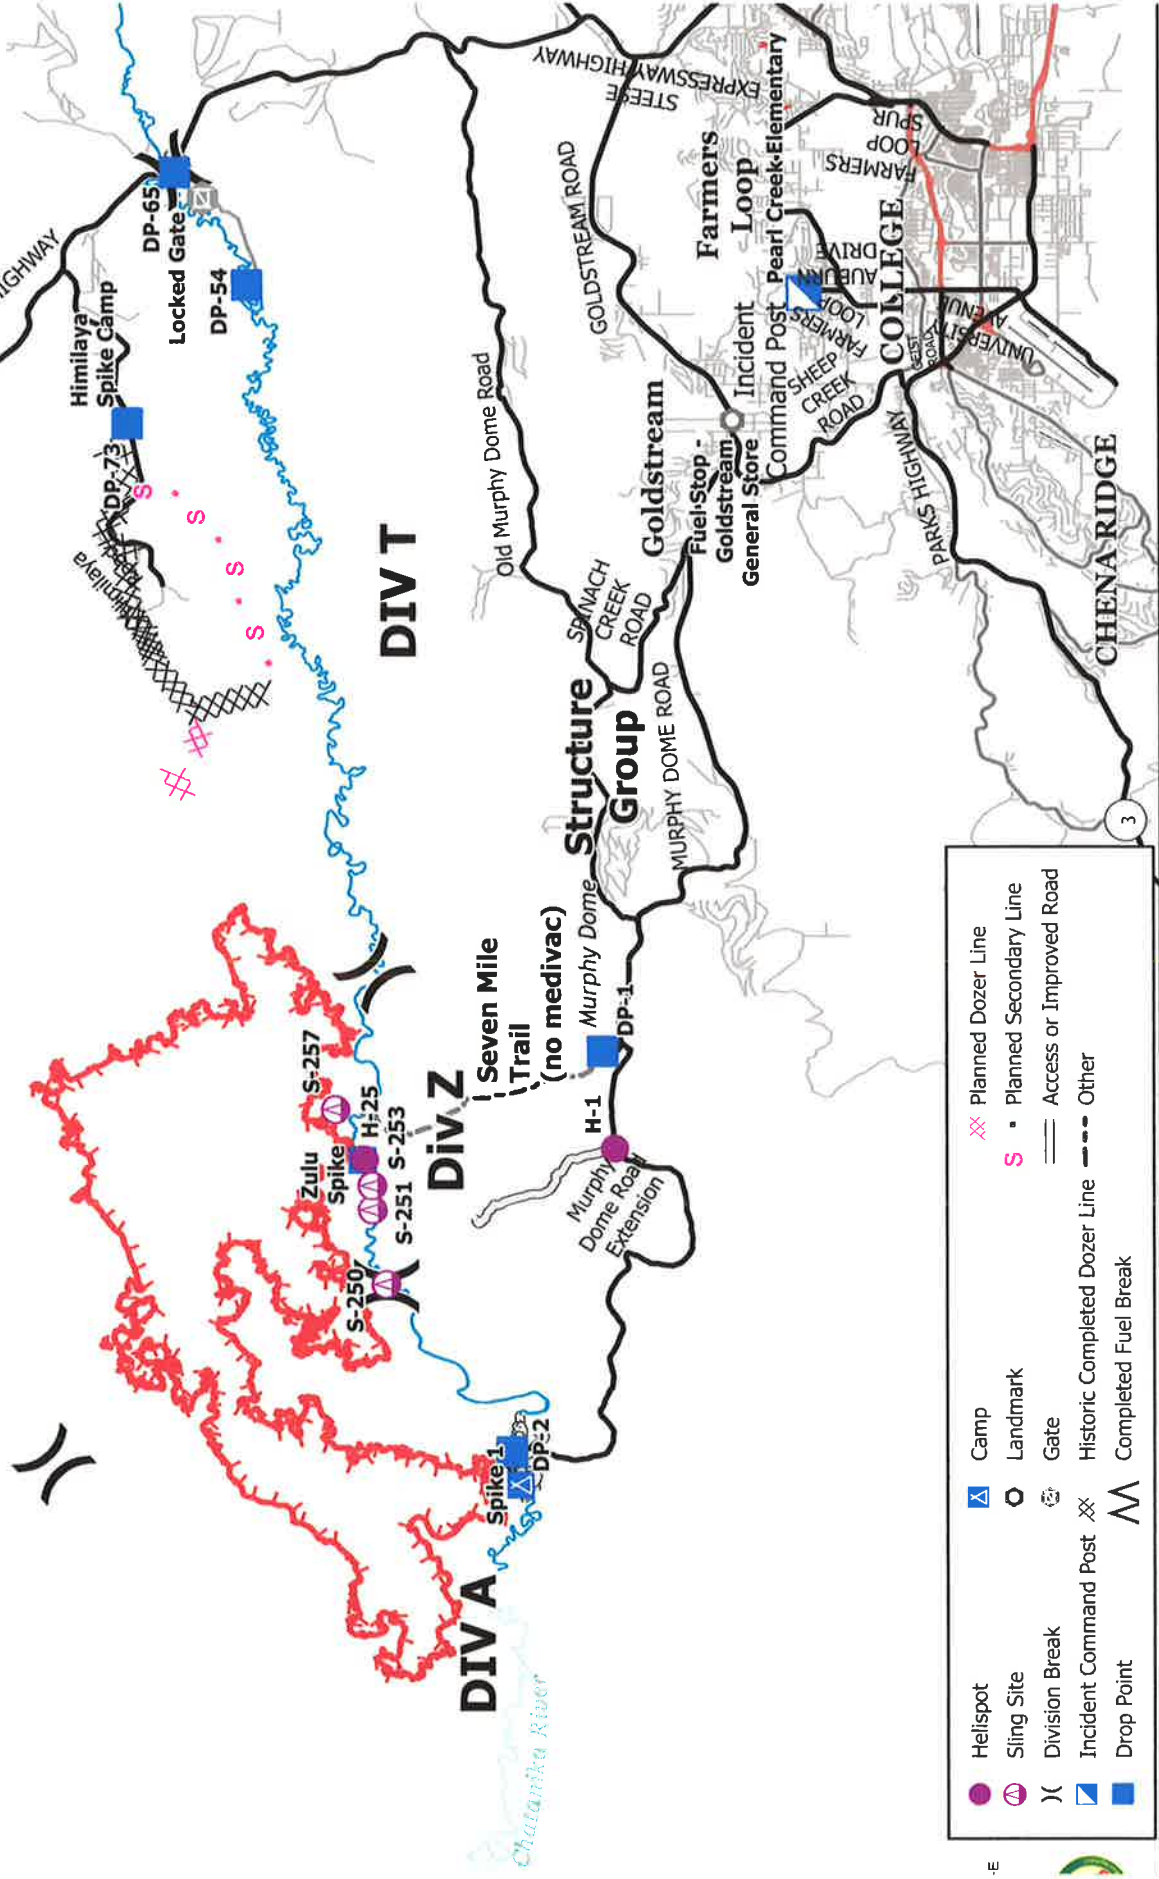 HIGHWAY
Himilaya
Spike Camp
DP-73
Himilaya Road
DP-65
Locked Gate
DP-54
DIV T
Old Murphy Dome Road
GOLDSTREAM ROAD
STEESE
EXPRESSWAY HIGHWAY
Farmers
Loop
Pearl Creek Elementary
Incident
Command Post
FARMERS
LOOP
SPUR
AUBURN
DRIVE
FARMERS
LOOP
SHEEP
CREEK
ROAD
COLLEGE
GEIST
ROAD
UNIVERSITY
AVENUE
PARKS HIGHWAY
CHENA RIDGE
3
Goldstream
Fuel Stop -
Goldstream
General Store
SPINACH
CREEK
ROAD
Structure
Group
MURPHY DOME ROAD
Murphy Dome
DP-1
Seven Mile
Trail
(no medivac)
H-1
Murphy
Dome Road
Extension
Div Z
S-257
H-25
S-253
S-251
Zulu
Spike
S-250
Spike 1
DP-2
DIV A
Chatanika River
Helispot
Sling Site
Division Break
Incident Command Post
Drop Point
Camp
Landmark
Gate
Historic Completed Dozer Line
Completed Fuel Break
Planned Dozer Line
Planned Secondary Line
Access or Improved Road
Other
-E